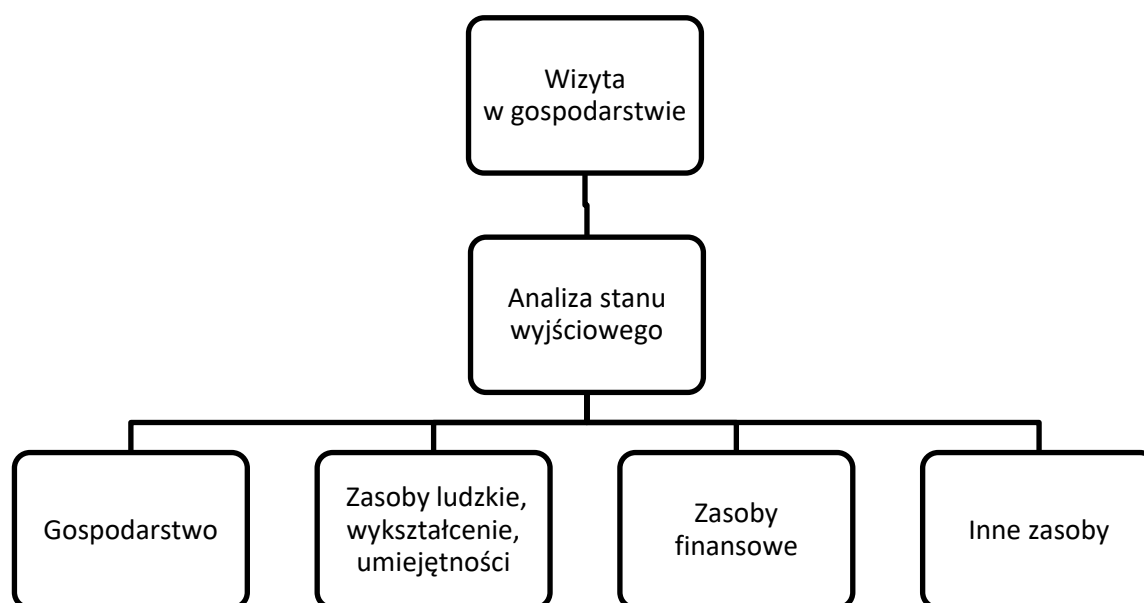 Wizyta
w gospodarstwie
Analiza stanu
wyjściowego
Gospodarstwo
Zasoby ludzkie,
wykształcenie,
umiejętności
Zasoby
finansowe
Inne zasoby